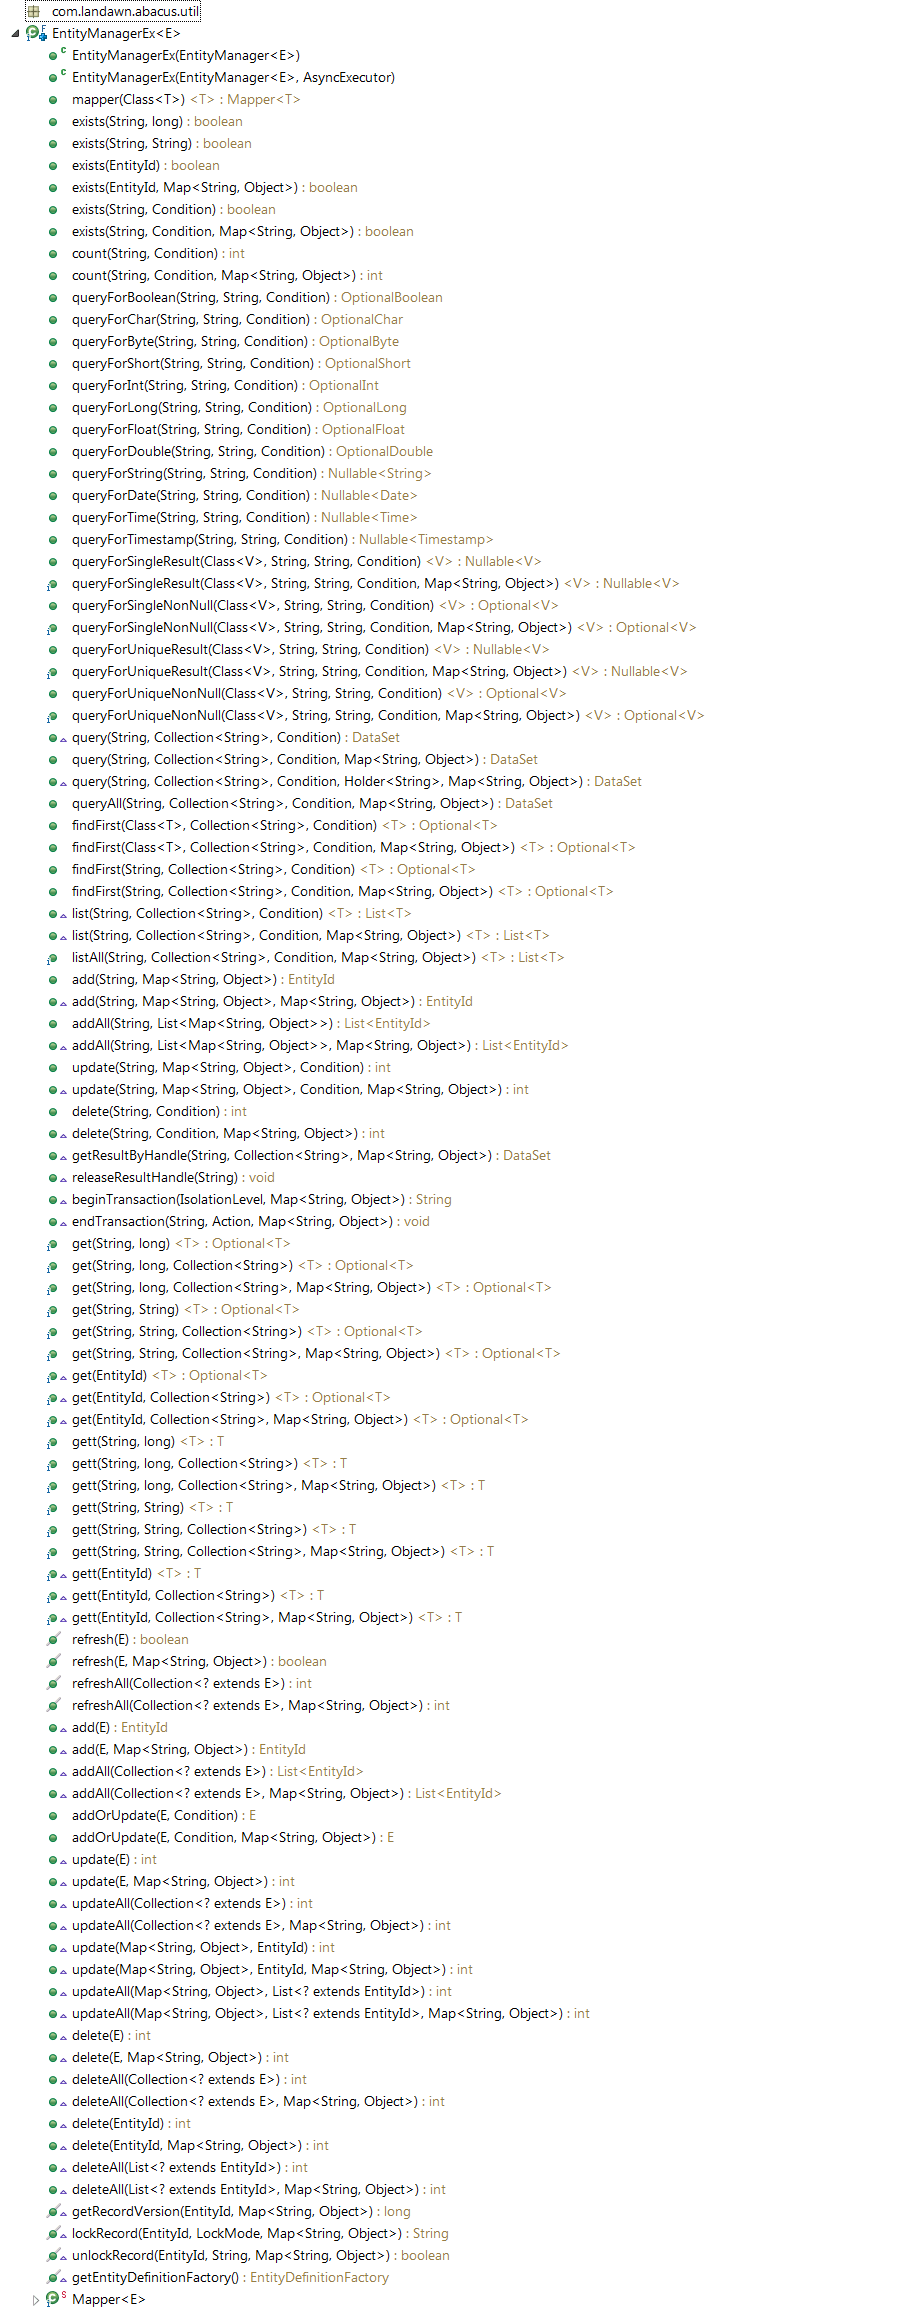 com.landawn.abacus.util
EntityManagerEx<E>
EntityManagerEx(EntityManager<E>)
EntityManagerEx(EntityManager<E>, AsyncExecutor)
mapper(Class<T>) <T> : Mapper<T>
exists(String, long) : boolean
exists(String, String) : boolean
exists(EntityId) : boolean
exists(EntityId, Map<String, Object>) : boolean
exists(String, Condition) : boolean
exists(String, Condition, Map<String, Object>) : boolean
count(String, Condition) : int
count(String, Condition, Map<String, Object>) : int
queryForBoolean(String, String, Condition) : OptionalBoolean
queryForChar(String, String, Condition) : OptionalChar
queryForByte(String, String, Condition) : OptionalByte
queryForShort(String, String, Condition) : OptionalShort
queryForInt(String, String, Condition) : OptionalInt
queryForLong(String, String, Condition) : OptionalLong
queryForFloat(String, String, Condition) : OptionalFloat
queryForDouble(String, String, Condition) : OptionalDouble
queryForString(String, String, Condition) : Nullable<String>
queryForDate(String, String, Condition) : Nullable<Date>
queryForTime(String, String, Condition) : Nullable<Time>
queryForTimestamp(String, String, Condition) : Nullable<Timestamp>
queryForSingleResult(Class<V>, String, String, Condition) <V> : Nullable<V>
queryForSingleResult(Class<V>, String, String, Condition, Map<String, Object>) <V> : Nullable<V>
queryForSingleNonNull(Class<V>, String, String, Condition) <V> : Optional<V>
queryForSingleNonNull(Class<V>, String, String, Condition, Map<String, Object>) <V> : Optional<V>
queryForUniqueResult(Class<V>, String, String, Condition) <V> : Nullable<V>
queryForUniqueResult(Class<V>, String, String, Condition, Map<String, Object>) <V> : Nullable<V>
queryForUniqueNonNull(Class<V>, String, String, Condition) <V> : Optional<V>
queryForUniqueNonNull(Class<V>, String, String, Condition, Map<String, Object>) <V> : Optional<V>
query(String, Collection<String>, Condition) : DataSet
query(String, Collection<String>, Condition, Map<String, Object>) : DataSet
query(String, Collection<String>, Condition, Holder<String>, Map<String, Object>) : DataSet
queryAll(String, Collection<String>, Condition, Map<String, Object>) : DataSet
findFirst(Class<T>, Collection<String>, Condition) <T> : Optional<T>
findFirst(Class<T>, Collection<String>, Condition, Map<String, Object>) <T> : Optional<T>
findFirst(String, Collection<String>, Condition) <T> : Optional<T>
findFirst(String, Collection<String>, Condition, Map<String, Object>) <T> : Optional<T>
list(String, Collection<String>, Condition) <T> : List<T>
list(String, Collection<String>, Condition, Map<String, Object>) <T> : List<T>
listAll(String, Collection<String>, Condition, Map<String, Object>) <T> : List<T>
add(String, Map<String, Object>) : EntityId
add(String, Map<String, Object>, Map<String, Object>) : EntityId
addAll(String, List<Map<String, Object>>) : List<EntityId>
addAll(String, List<Map<String, Object>>, Map<String, Object>) : List<EntityId>
update(String, Map<String, Object>, Condition) : int
update(String, Map<String, Object>, Condition, Map<String, Object>) : int
delete(String, Condition) : int
delete(String, Condition, Map<String, Object>) : int
getResultByHandle(String, Collection<String>, Map<String, Object>) : DataSet
releaseResultHandle(String) : void
beginTransaction(IsolationLevel, Map<String, Object>) : String
endTransaction(String, Action, Map<String, Object>) : void
get(String, long) <T> : Optional<T>
get(String, long, Collection<String>) <T> : Optional<T>
get(String, long, Collection<String>, Map<String, Object>) <T> : Optional<T>
get(String, String) <T> : Optional<T>
get(String, String, Collection<String>) <T> : Optional<T>
get(String, String, Collection<String>, Map<String, Object>) <T> : Optional<T>
get(EntityId) <T> : Optional<T>
get(EntityId, Collection<String>) <T> : Optional<T>
get(EntityId, Collection<String>, Map<String, Object>) <T> : Optional<T>
gett(String, long) <T> : T
gett(String, long, Collection<String>) <T> : T
gett(String, long, Collection<String>, Map<String, Object>) <T> : T
gett(String, String) <T> : T
gett(String, String, Collection<String>) <T> : T
gett(String, String, Collection<String>, Map<String, Object>) <T> : T
gett(EntityId) <T> : T
gett(EntityId, Collection<String>) <T> : T
gett(EntityId, Collection<String>, Map<String, Object>) <T> : T
refresh(E) : boolean
refresh(E, Map<String, Object>) : boolean
refreshAll(Collection<? extends E>) : int
refreshAll(Collection<? extends E>, Map<String, Object>) : int
add(E) : EntityId
add(E, Map<String, Object>) : EntityId
addAll(Collection<? extends E>) : List<EntityId>
addAll(Collection<? extends E>, Map<String, Object>) : List<EntityId>
addOrUpdate(E, Condition) : E
addOrUpdate(E, Condition, Map<String, Object>) : E
update(E) : int
update(E, Map<String, Object>) : int
updateAll(Collection<? extends E>) : int
updateAll(Collection<? extends E>, Map<String, Object>) : int
update(Map<String, Object>, EntityId) : int
update(Map<String, Object>, EntityId, Map<String, Object>) : int
updateAll(Map<String, Object>, List<? extends EntityId>) : int
updateAll(Map<String, Object>, List<? extends EntityId>, Map<String, Object>) : int
delete(E) : int
delete(E, Map<String, Object>) : int
deleteAll(Collection<? extends E>) : int
deleteAll(Collection<? extends E>, Map<String, Object>) : int
delete(EntityId) : int
delete(EntityId, Map<String, Object>) : int
deleteAll(List<? extends EntityId>) : int
deleteAll(List<? extends EntityId>, Map<String, Object>) : int
getRecordVersion(EntityId, Map<String, Object>) : long
lockRecord(EntityId, LockMode, Map<String, Object>) : String
unlockRecord(EntityId, String, Map<String, Object>) : boolean
getEntityDefinitionFactory() : EntityDefinitionFactory
Mapper<E>